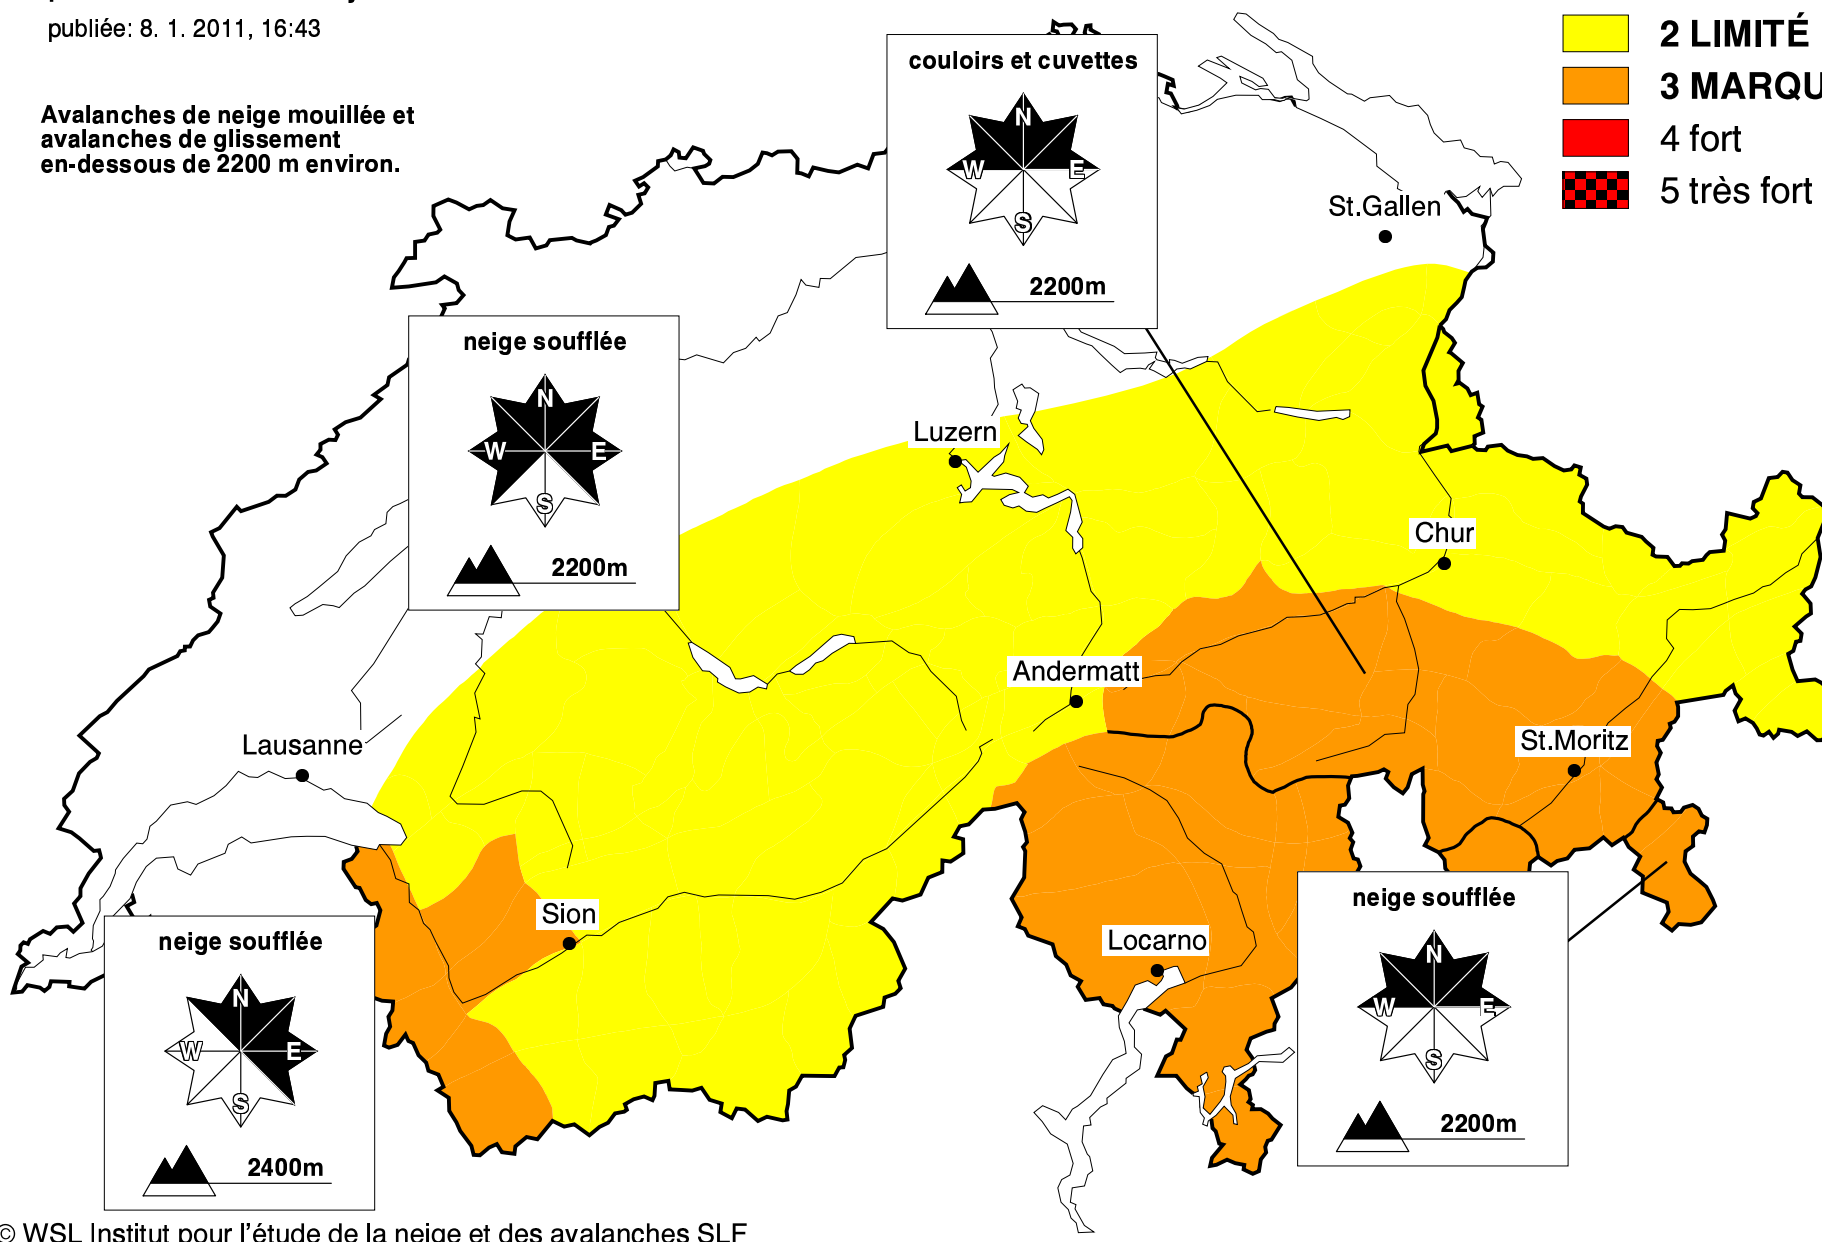 publiée: 8. 1. 2011, 16:43
Avalanches de neige mouillée et
avalanches de glissement
en-dessous de 2200 m environ.
2 LIMITÉ
3 MARQU
4 fort
5 très fort
couloirs et cuvettes
N
W E
S
2200m
St.Gallen
neige soufflée
N
W E
S
2200m
Luzern
Chur
Andermatt
Lausanne
St.Moritz
Sion
Locarno
neige soufflée
N
W E
S
2400m
neige soufflée
N
W E
S
2200m
© WSL Institut pour l'étude de la neige et des avalanches SLF